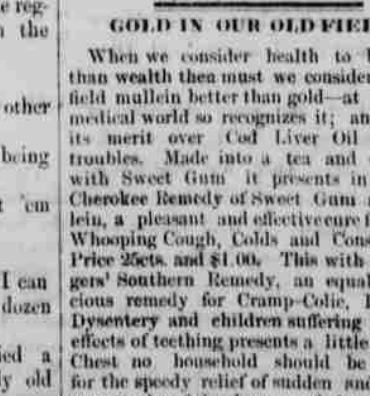 e reg-
the
other
being
'em
I can
dozen
ied a
ly old
GOLD IN OUR OLD FIE
When we consider health to
than wealth then must we consider
field mullein better than gold—at
medical world so recognizes it; an
its merit over Cod Liver Oil
troubles. Made into a tea and
with Sweet Gum it presents in
Cherokee Remedy of Sweet Gum
lein, a pleasant and effective cure f
Whooping Cough, Colds and Cons
Price 25cts. and $1.00. This with
gers' Southern Remedy, an equal
cious remedy for Cramp-Colic,
Dysentery and children suffering
effects of teething presents a little
Chest no household should be
for the speedy relief of sudden and